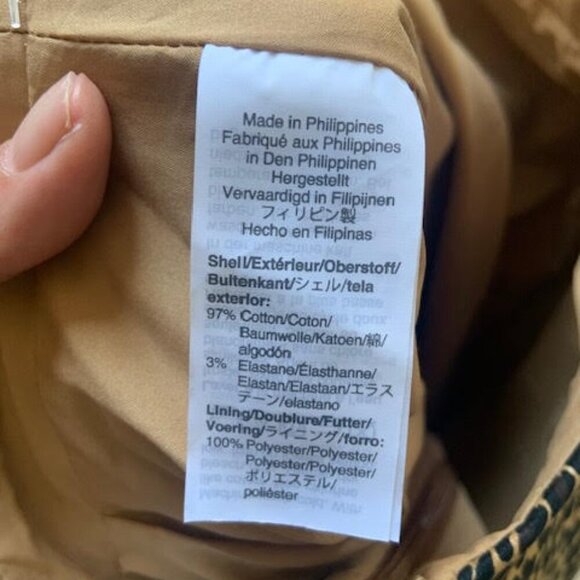 Made in Philippines
Fabriqué aux Philippines
in Den Philippinen
Hergestellt
Vervaardigd in Filipijnen
フィリピン製
Hecho en Filipinas
Shell/Extérieur/Oberstoff/
Buitenkant/シェル/tela
exterior:
97% Cotton/Coton/
Baumwolle/Katoen/綿/
algodón
3% Elastane/Élasthanne/
Elastan/Elastaan/エラス
テーン/elastano
Lining/Doublure/Futter/
Voering/ライニング/forro:
100% Polyester/Polyester/
Polyester/Polyester/
ポリエステル/
poliéster